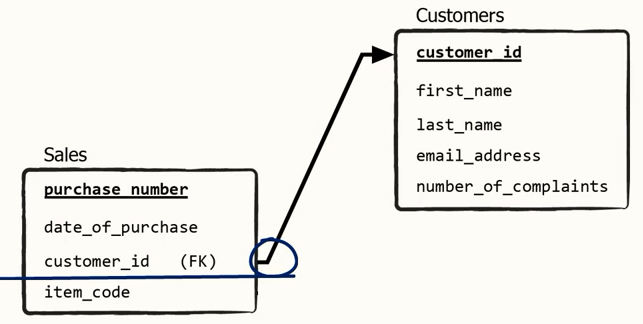 Customers
customer_id
first_name
last_name
email_address
number_of_complaints
Sales
purchase_number
date_of_purchase
customer_id (FK)
item_code